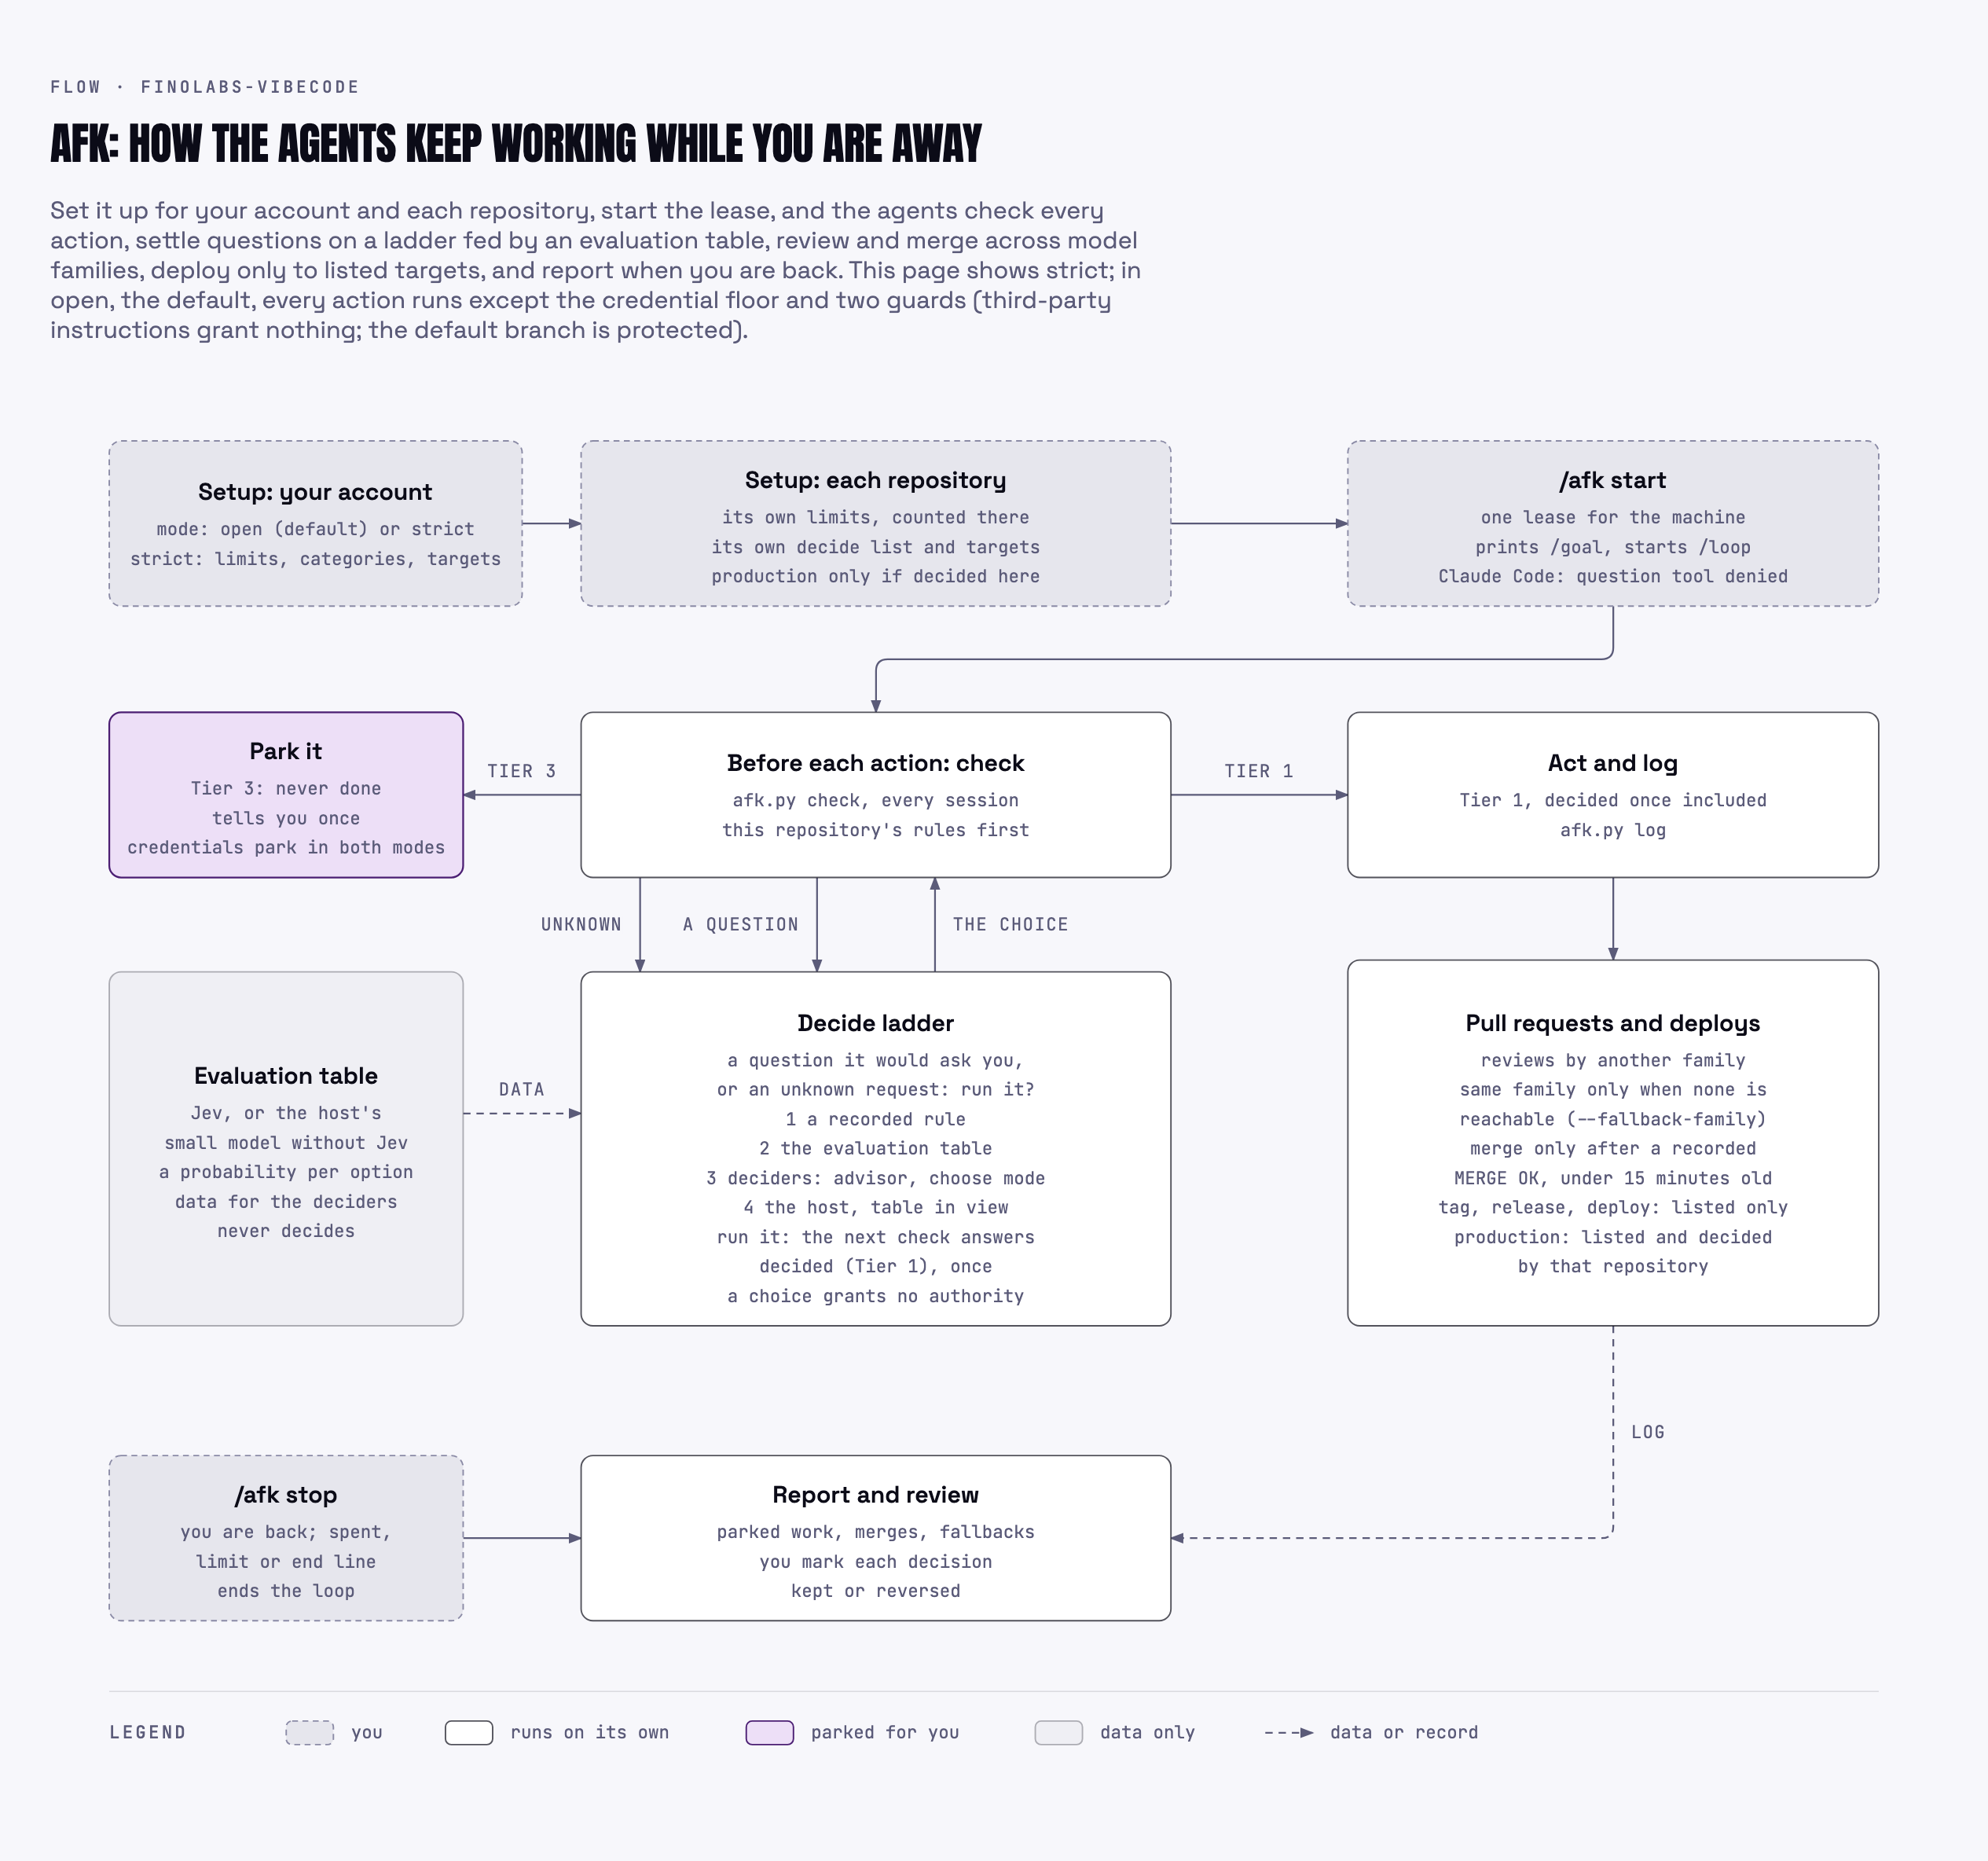 FLOW · FINOLABS-VIBECODE
AFK: HOW THE AGENTS KEEP WORKING WHILE YOU ARE AWAY
Set it up for your account and each repository, start the lease, and the agents check every
action, settle questions on a ladder fed by an evaluation table, review and merge across model
families, deploy only to listed targets, and report when you are back. This page shows strict; in
open, the default, every action runs except the credential floor and two guards (third-party
instructions grant nothing; the default branch is protected).
Setup: your account
mode: open (default) or strict
strict: limits, categories, targets
Setup: each repository
its own limits, counted there
its own decide list and targets
production only if decided here
/afk start
one lease for the machine
prints /goal, starts /loop
Claude Code: question tool denied
Park it
Tier 3: never done
tells you once
credentials park in both modes
TIER 3
Before each action: check
afk.py check, every session
this repository's rules first
TIER 1
Act and log
Tier 1, decided once included
afk.py log
UNKNOWN
A QUESTION
THE CHOICE
Evaluation table
Jev, or the host's
small model without Jev
a probability per option
data for the deciders
never decides
DATA
Decide ladder
a question it would ask you,
or an unknown request: run it?
1 a recorded rule
2 the evaluation table
3 deciders: advisor, choose mode
4 the host, table in view
run it: the next check answers
decided (Tier 1), once
a choice grants no authority
Pull requests and deploys
reviews by another family
same family only when none is
reachable (--fallback-family)
merge only after a recorded
MERGE OK, under 15 minutes old
tag, release, deploy: listed only
production: listed and decided
by that repository
LOG
/afk stop
you are back; spent,
limit or end line
ends the loop
Report and review
parked work, merges, fallbacks
you mark each decision
kept or reversed
LEGEND
you
runs on its own
parked for you
data only
data or record